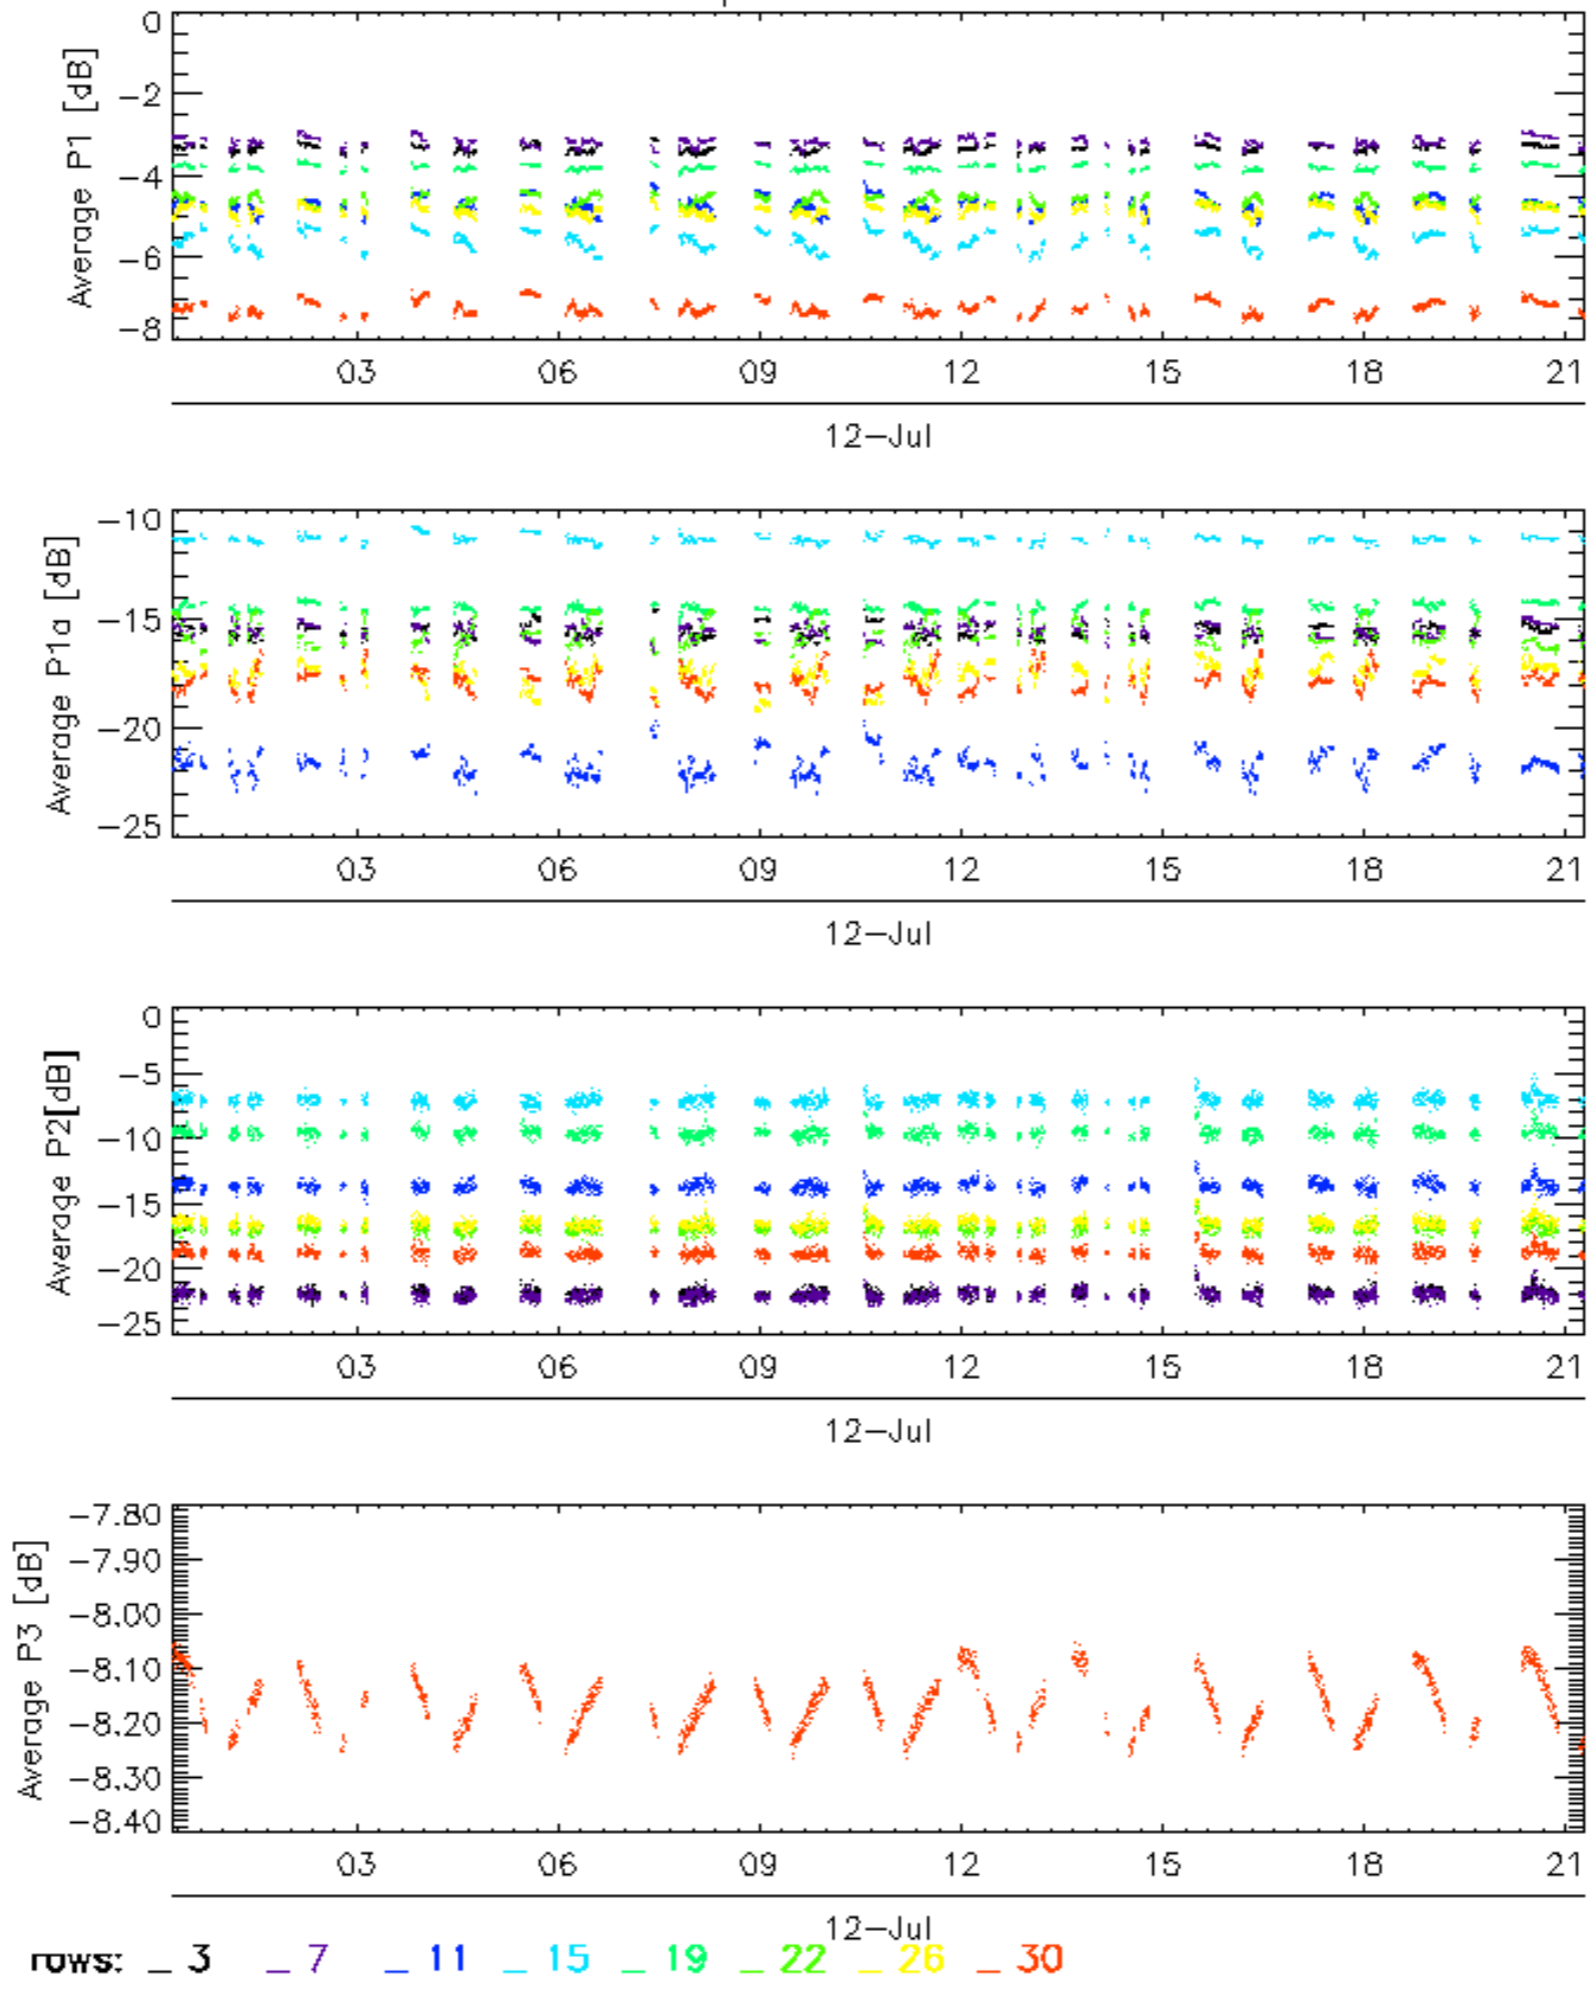 Average P1 [dB]
0
−2
−4
−6
−8
03 06 09 12 15 18 21
12−Jul
Average P1a [dB]
−10
−15
−20
−25
03 06 09 12 15 18 21
12−Jul
Average P2[dB]
0
−5
−10
−15
−20
−25
03 06 09 12 15 18 21
12−Jul
Average P3 [dB]
−7.80
−7.90
−8.00
−8.10
−8.20
−8.30
−8.40
03 06 09 12 15 18 21
12−Jul
rows: _ 3 _ 7 _ 11 _ 15 _ 19 _ 22 _ 26 _ 30